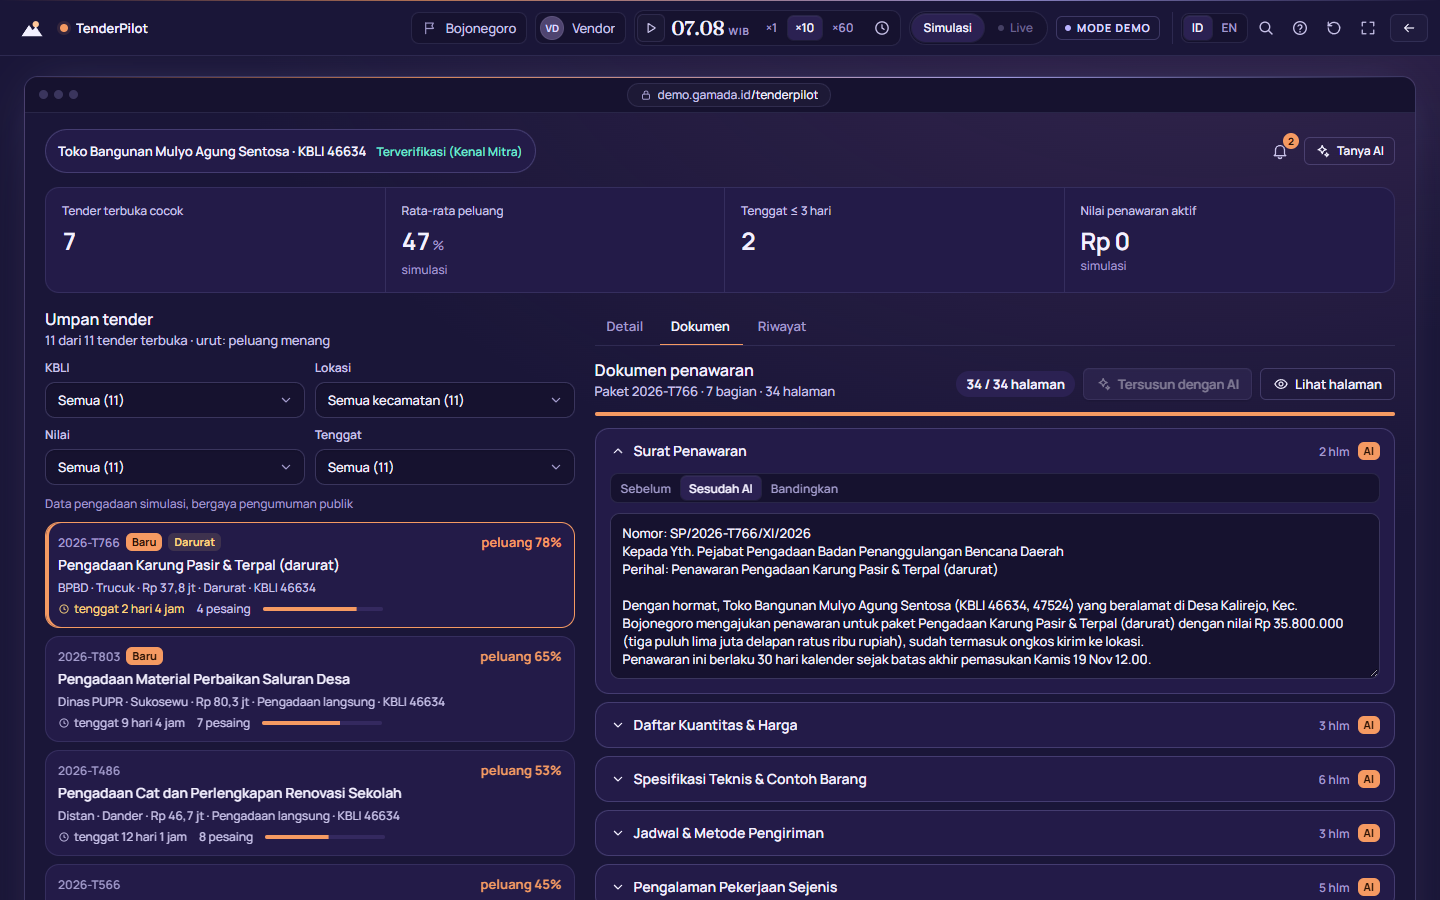 TenderPilot
Bojonegoro
VD Vendor
07.08 WIB
×1 ×10 ×60
Simulasi Live
MODE DEMO
ID EN
demo.gamada.id/tenderpilot
Toko Bangunan Mulyo Agung Sentosa · KBLI 46634 Terverifikasi (Kenal Mitra)
2
Tanya AI
Tender terbuka cocok
7
Rata-rata peluang
47 %
simulasi
Tenggat ≤ 3 hari
2
Nilai penawaran aktif
Rp 0
simulasi
Umpan tender
11 dari 11 tender terbuka · urut: peluang menang
KBLI
Semua (11)
Lokasi
Semua kecamatan (11)
Nilai
Semua (11)
Tenggat
Semua (11)
Data pengadaan simulasi, bergaya pengumuman publik
2026-T766 Baru Darurat peluang 78%
Pengadaan Karung Pasir & Terpal (darurat)
BPBD · Trucuk · Rp 37,8 jt · Darurat · KBLI 46634
tenggat 2 hari 4 jam 4 pesaing
2026-T803 Baru peluang 65%
Pengadaan Material Perbaikan Saluran Desa
Dinas PUPR · Sukosewu · Rp 80,3 jt · Pengadaan langsung · KBLI 46634
tenggat 9 hari 4 jam 7 pesaing
2026-T486 peluang 53%
Pengadaan Cat dan Perlengkapan Renovasi Sekolah
Distan · Dander · Rp 46,7 jt · Pengadaan langsung · KBLI 46634
tenggat 12 hari 1 jam 8 pesaing
2026-T566 peluang 45%
Detail Dokumen Riwayat
Dokumen penawaran
Paket 2026-T766 · 7 bagian · 34 halaman
34 / 34 halaman
Tersusun dengan AI
Lihat halaman
Surat Penawaran 2 hlm AI
Sebelum Sesudah AI Bandingkan
Nomor: SP/2026-T766/XI/2026
Kepada Yth. Pejabat Pengadaan Badan Penanggulangan Bencana Daerah
Perihal: Penawaran Pengadaan Karung Pasir & Terpal (darurat)
Dengan hormat, Toko Bangunan Mulyo Agung Sentosa (KBLI 46634, 47524) yang beralamat di Desa Kalirejo, Kec.
Bojonegoro mengajukan penawaran untuk paket Pengadaan Karung Pasir & Terpal (darurat) dengan nilai Rp 35.800.000
(tiga puluh lima juta delapan ratus ribu rupiah), sudah termasuk ongkos kirim ke lokasi.
Penawaran ini berlaku 30 hari kalender sejak batas akhir pemasukan Kamis 19 Nov 12.00.
Daftar Kuantitas & Harga 3 hlm AI
Spesifikasi Teknis & Contoh Barang 6 hlm AI
Jadwal & Metode Pengiriman 3 hlm AI
Pengalaman Pekerjaan Sejenis 5 hlm AI